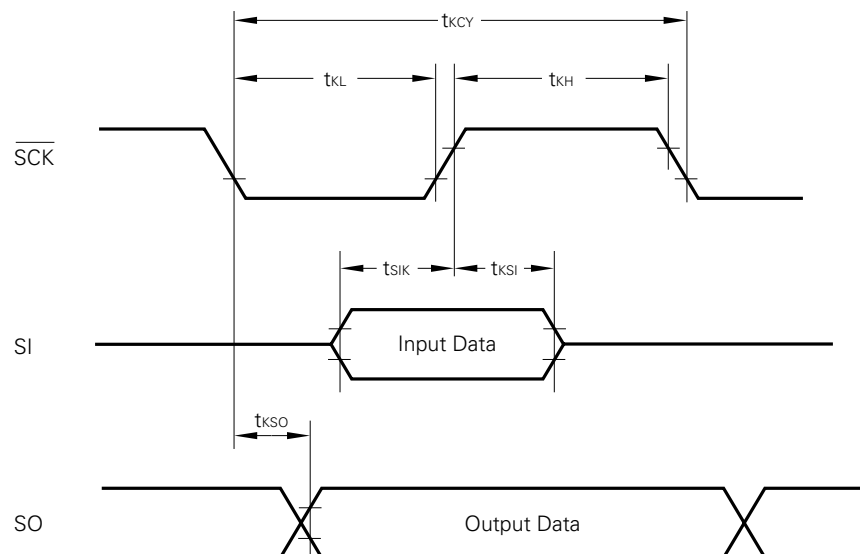 tKCY
tKL
tKH
SCK
tSIK
tKSI
SI
Input Data
tKSO
SO
Output Data